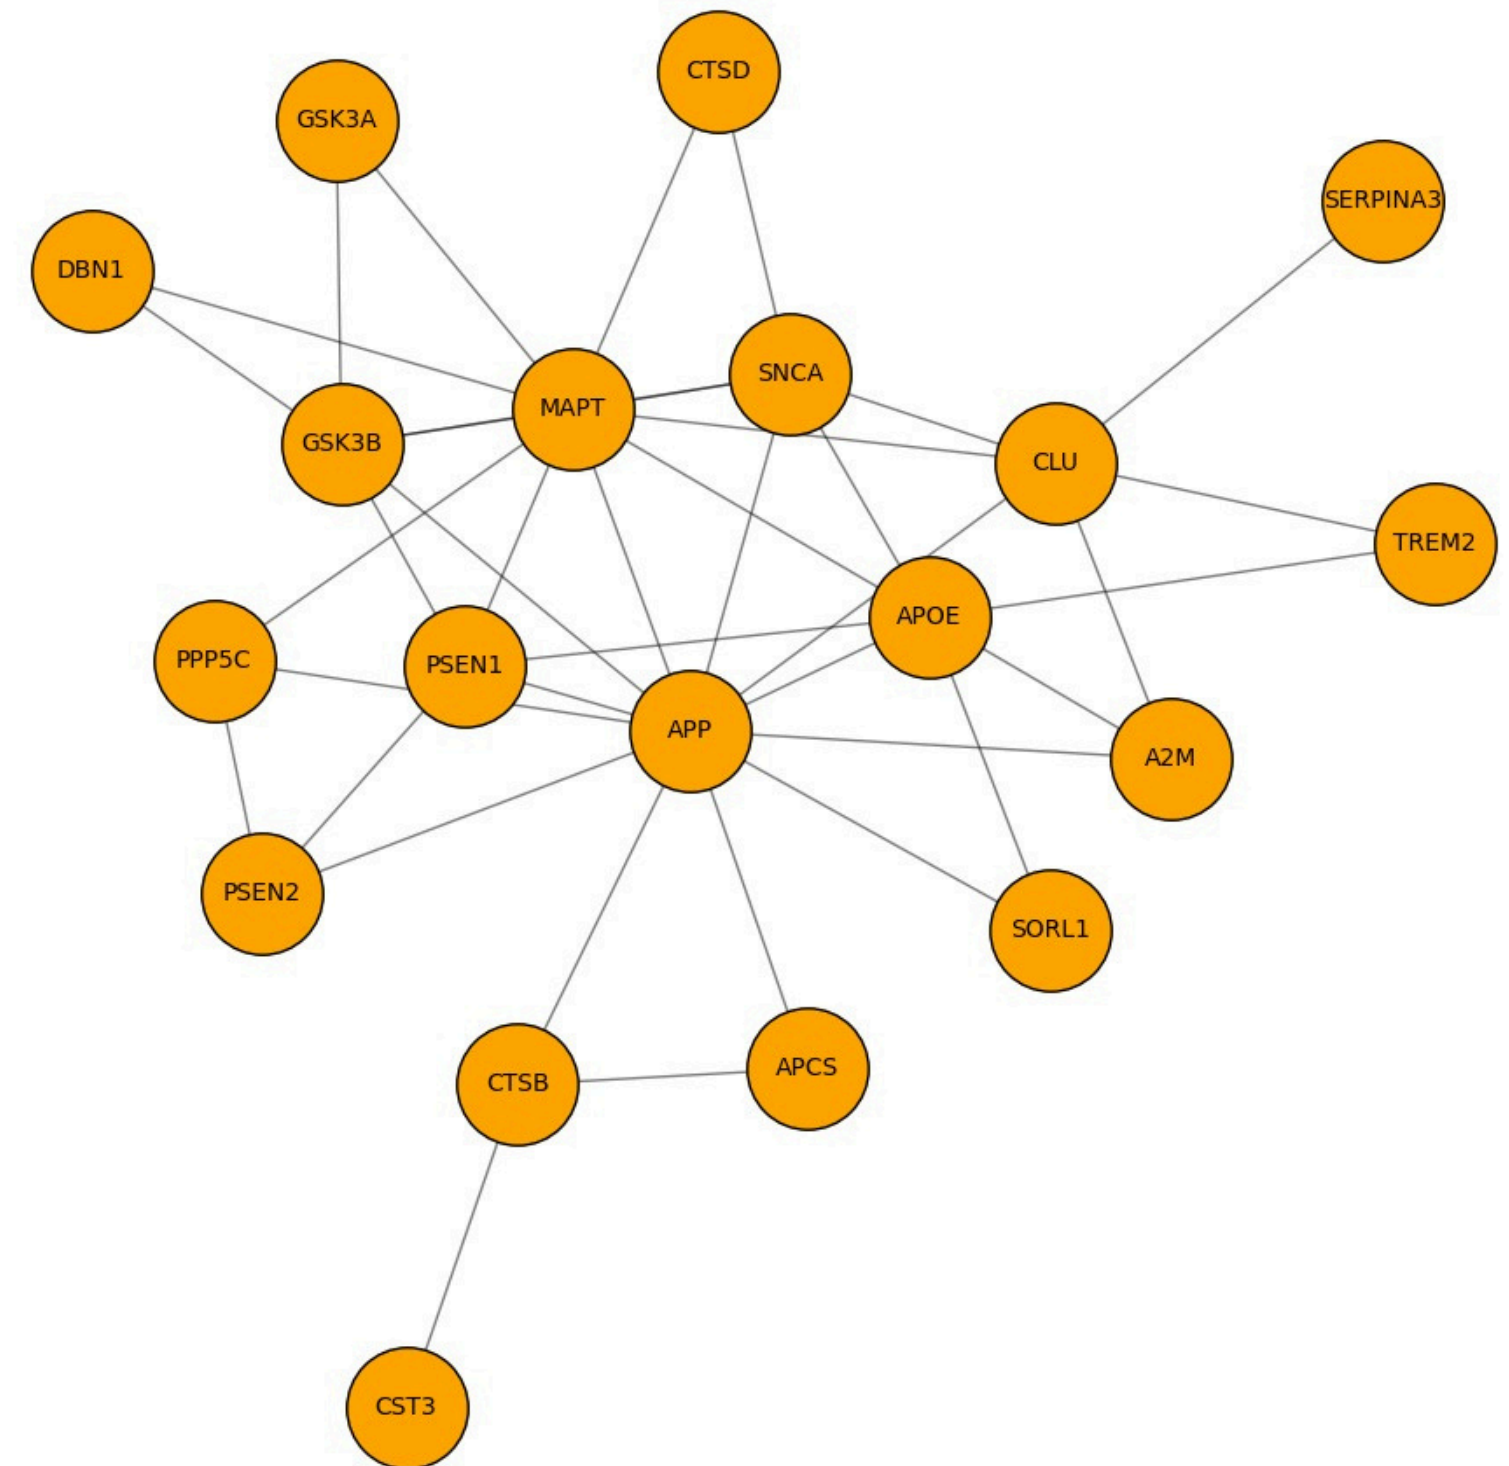 CTSD
GSK3A
SERPINA3
DBN1
SNCA
MAPT
GSK3B
CLU
TREM2
APOE
PPP5C
PSEN1
APP
A2M
PSEN2
SORL1
APCS
CTSB
CST3